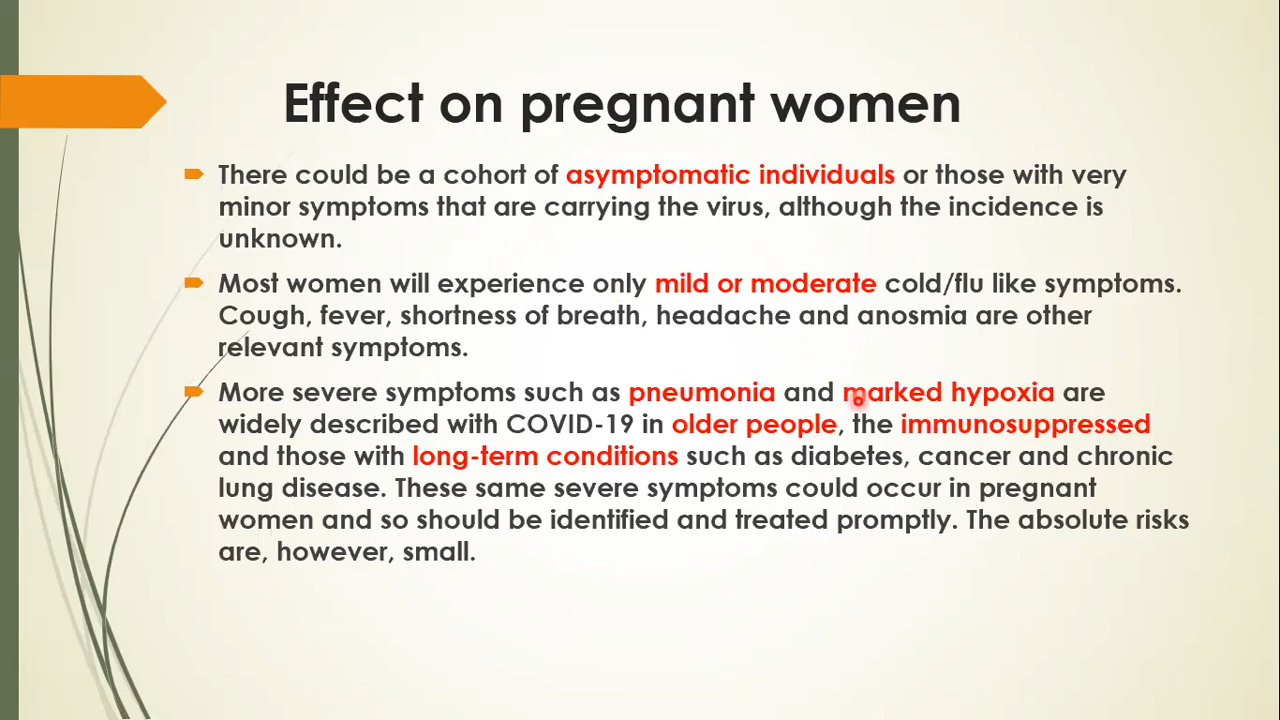 Effect on pregnant women
There could be a cohort of asymptomatic individuals or those with very
minor symptoms that are carrying the virus, although the incidence is
unknown.
Most women will experience only mild or moderate cold/flu like symptoms.
Cough, fever, shortness of breath, headache and anosmia are other
relevant symptoms.
More severe symptoms such as pneumonia and marked hypoxia are
widely described with COVID-19 in older people, the immunosuppressed
and those with long-term conditions such as diabetes, cancer and chronic
lung disease. These same severe symptoms could occur in pregnant
women and so should be identified and treated promptly. The absolute risks
are, however, small.